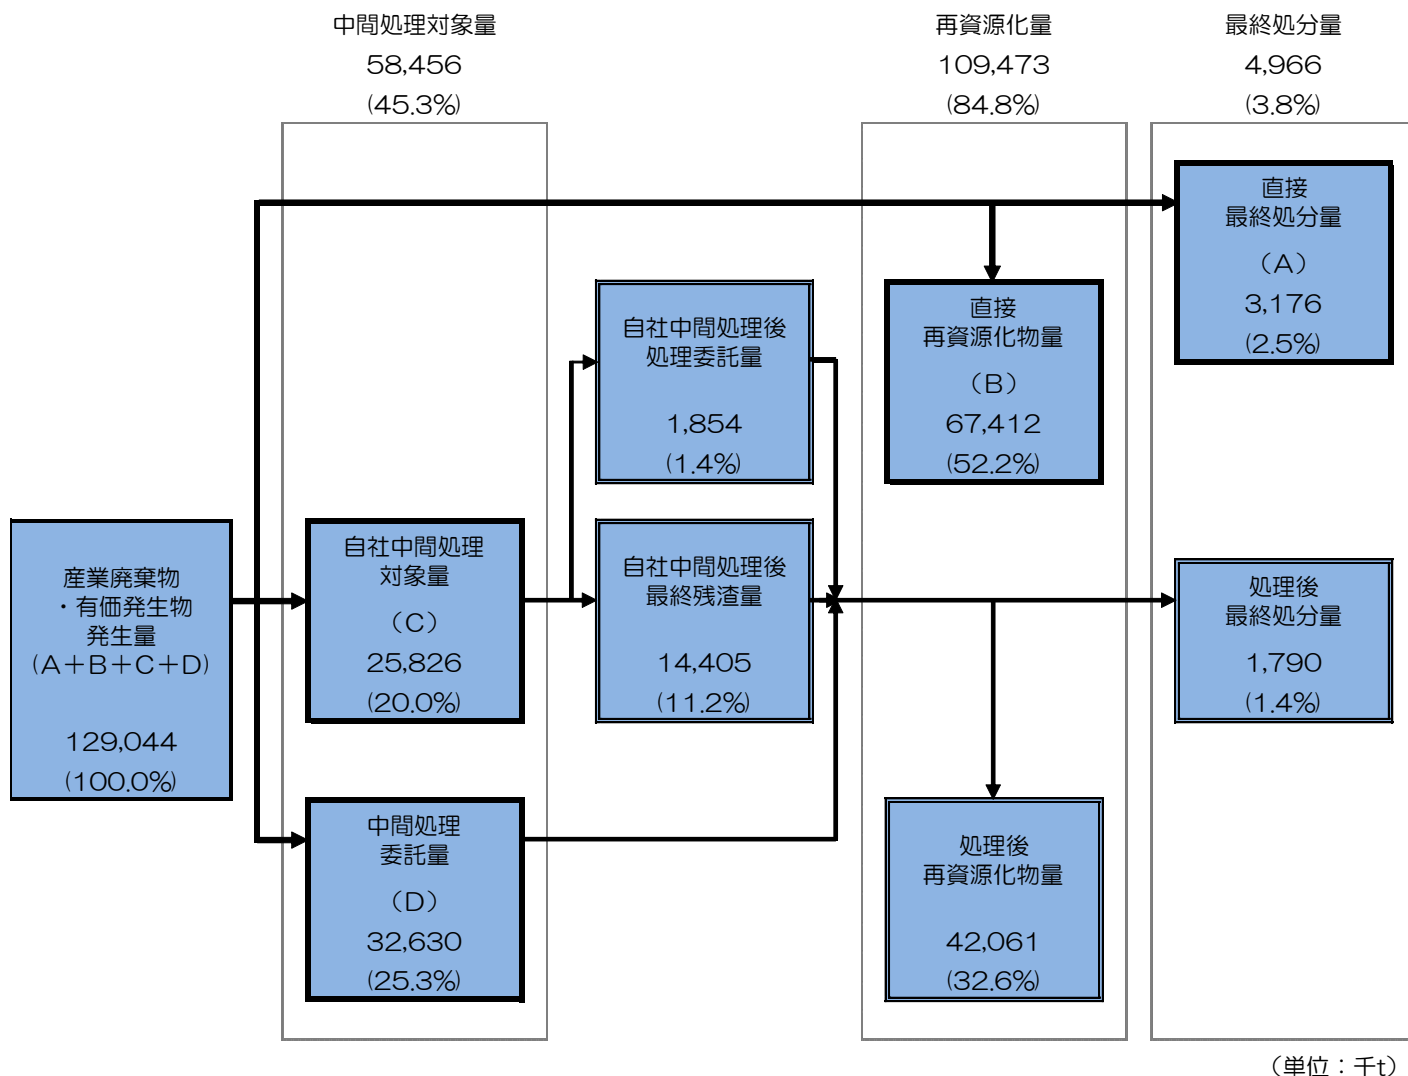 中間処理対象量
58,456
(45.3%)
再資源化量
109,473
(84.8%)
最終処分量
4,966
(3.8%)
直接
最終処分量
（A）
3,176
(2.5%)
直接
再資源化物量
（B）
67,412
(52.2%)
自社中間処理後
処理委託量
1,854
(1.4%)
産業廃棄物
・有価発生物
発生量
(A＋B＋C＋D)
129,044
(100.0%)
自社中間処理
対象量
（C）
25,826
(20.0%)
自社中間処理後
最終残渣量
14,405
(11.2%)
処理後
最終処分量
1,790
(1.4%)
中間処理
委託量
（D）
32,630
(25.3%)
処理後
再資源化物量
42,061
(32.6%)
（単位：千t）